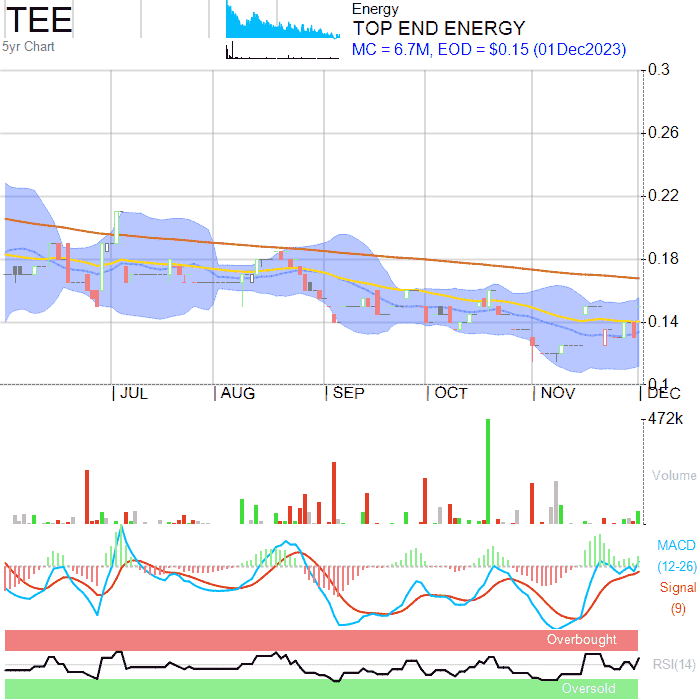 TEE
5yr Chart
Energy
TOP END ENERGY
MC = 6.7M, EOD = $0.15 (01Dec2023)
0.3
0.26
0.22
0.18
0.14
0.1
JUL
AUG
SEP
OCT
NOV
DEC
472k
Volume
MACD
(12-26)
Signal
(9)
Overbought
RSI(14)
Oversold